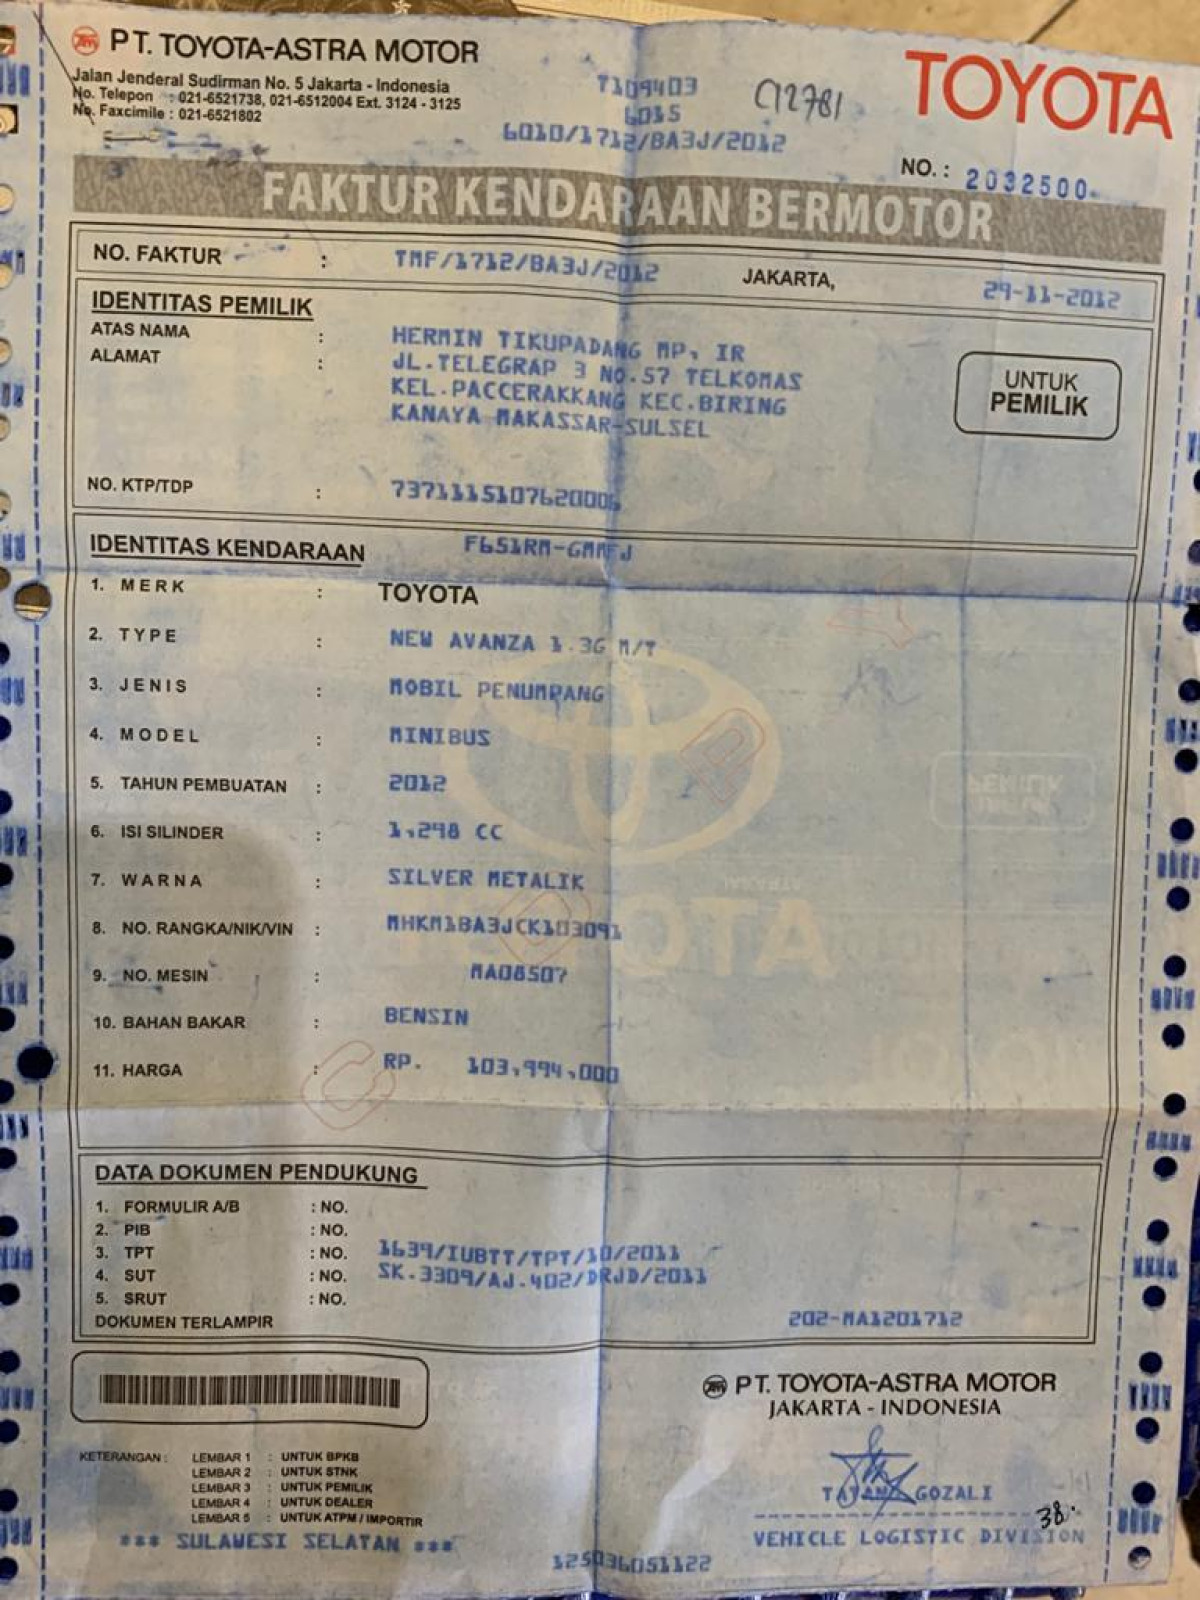 PT. TOYOTA-ASTRA MOTOR
Jalan Jenderal Sudirman No. 5 Jakarta - Indonesia
No. Telepon : 021-6521738, 021-6512004 Ext. 3124 - 3125
No. Faxcimile : 021-6521802
T109403
6015
6010/1712/BA3J/2012
C12781
TOYOTA
NO. : 2032500
FAKTUR KENDARAAN BERMOTOR
NO. FAKTUR : TMF/1712/BA3J/2012 JAKARTA, 29-11-2012
IDENTITAS PEMILIK
ATAS NAMA : HERMIN TIKUPADANG MP, IR
ALAMAT : JL.TELEGRAP 3 NO.57 TELKOMAS
KEL.PACCERAKKANG KEC.BIRING
KANAYA MAKASSAR-SULSEL
UNTUK
PEMILIK
NO. KTP/TDP : 7371115107620006
IDENTITAS KENDARAAN F651RM-GMMFJ
1. MERK : TOYOTA
2. TYPE : NEW AVANZA 1.3G M/T
3. JENIS : MOBIL PENUMPANG
4. MODEL : MINIBUS
5. TAHUN PEMBUATAN : 2012
6. ISI SILINDER : 1,298 CC
7. WARNA : SILVER METALIK
8. NO. RANGKA/NIK/VIN : MHKM1BA3JCK103091
9. NO. MESIN : MA08507
10. BAHAN BAKAR : BENSIN
11. HARGA : RP. 103,994,000
DATA DOKUMEN PENDUKUNG
1. FORMULIR A/B : NO.
2. PIB : NO.
3. TPT : NO. 1639/IUBTT/TPT/10/2011
4. SUT : NO. SK.3309/AJ.402/DRJD/2011
5. SRUT : NO.
DOKUMEN TERLAMPIR 202-MA1201712
PT. TOYOTA-ASTRA MOTOR
JAKARTA - INDONESIA
KETERANGAN : LEMBAR 1 : UNTUK BPKB
LEMBAR 2 : UNTUK STNK
LEMBAR 3 : UNTUK PEMILIK
LEMBAR 4 : UNTUK DEALER
LEMBAR 5 : UNTUK ATPM / IMPORTIR
GOZALI
38.
*** SULAWESI SELATAN ***
VEHICLE LOGISTIC DIVISION
125036051122